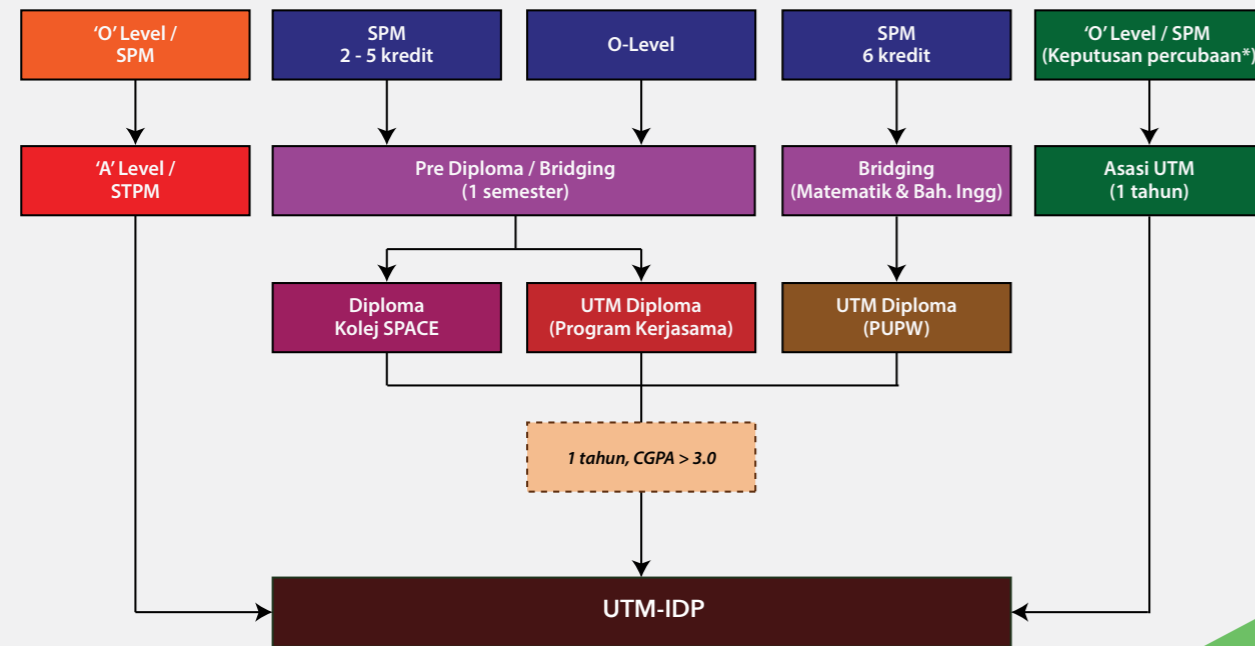 ‘O’ Level /
SPM
SPM
2 - 5 kredit
O-Level
SPM
6 kredit
‘O’ Level / SPM
(Keputusan percubaan*)
‘A’ Level /
STPM
Pre Diploma / Bridging
(1 semester)
Bridging
(Matematik & Bah. Ingg)
Asasi UTM
(1 tahun)
Diploma
Kolej SPACE
UTM Diploma
(Program Kerjasama)
UTM Diploma
(PUPW)
1 tahun, CGPA > 3.0
UTM-IDP